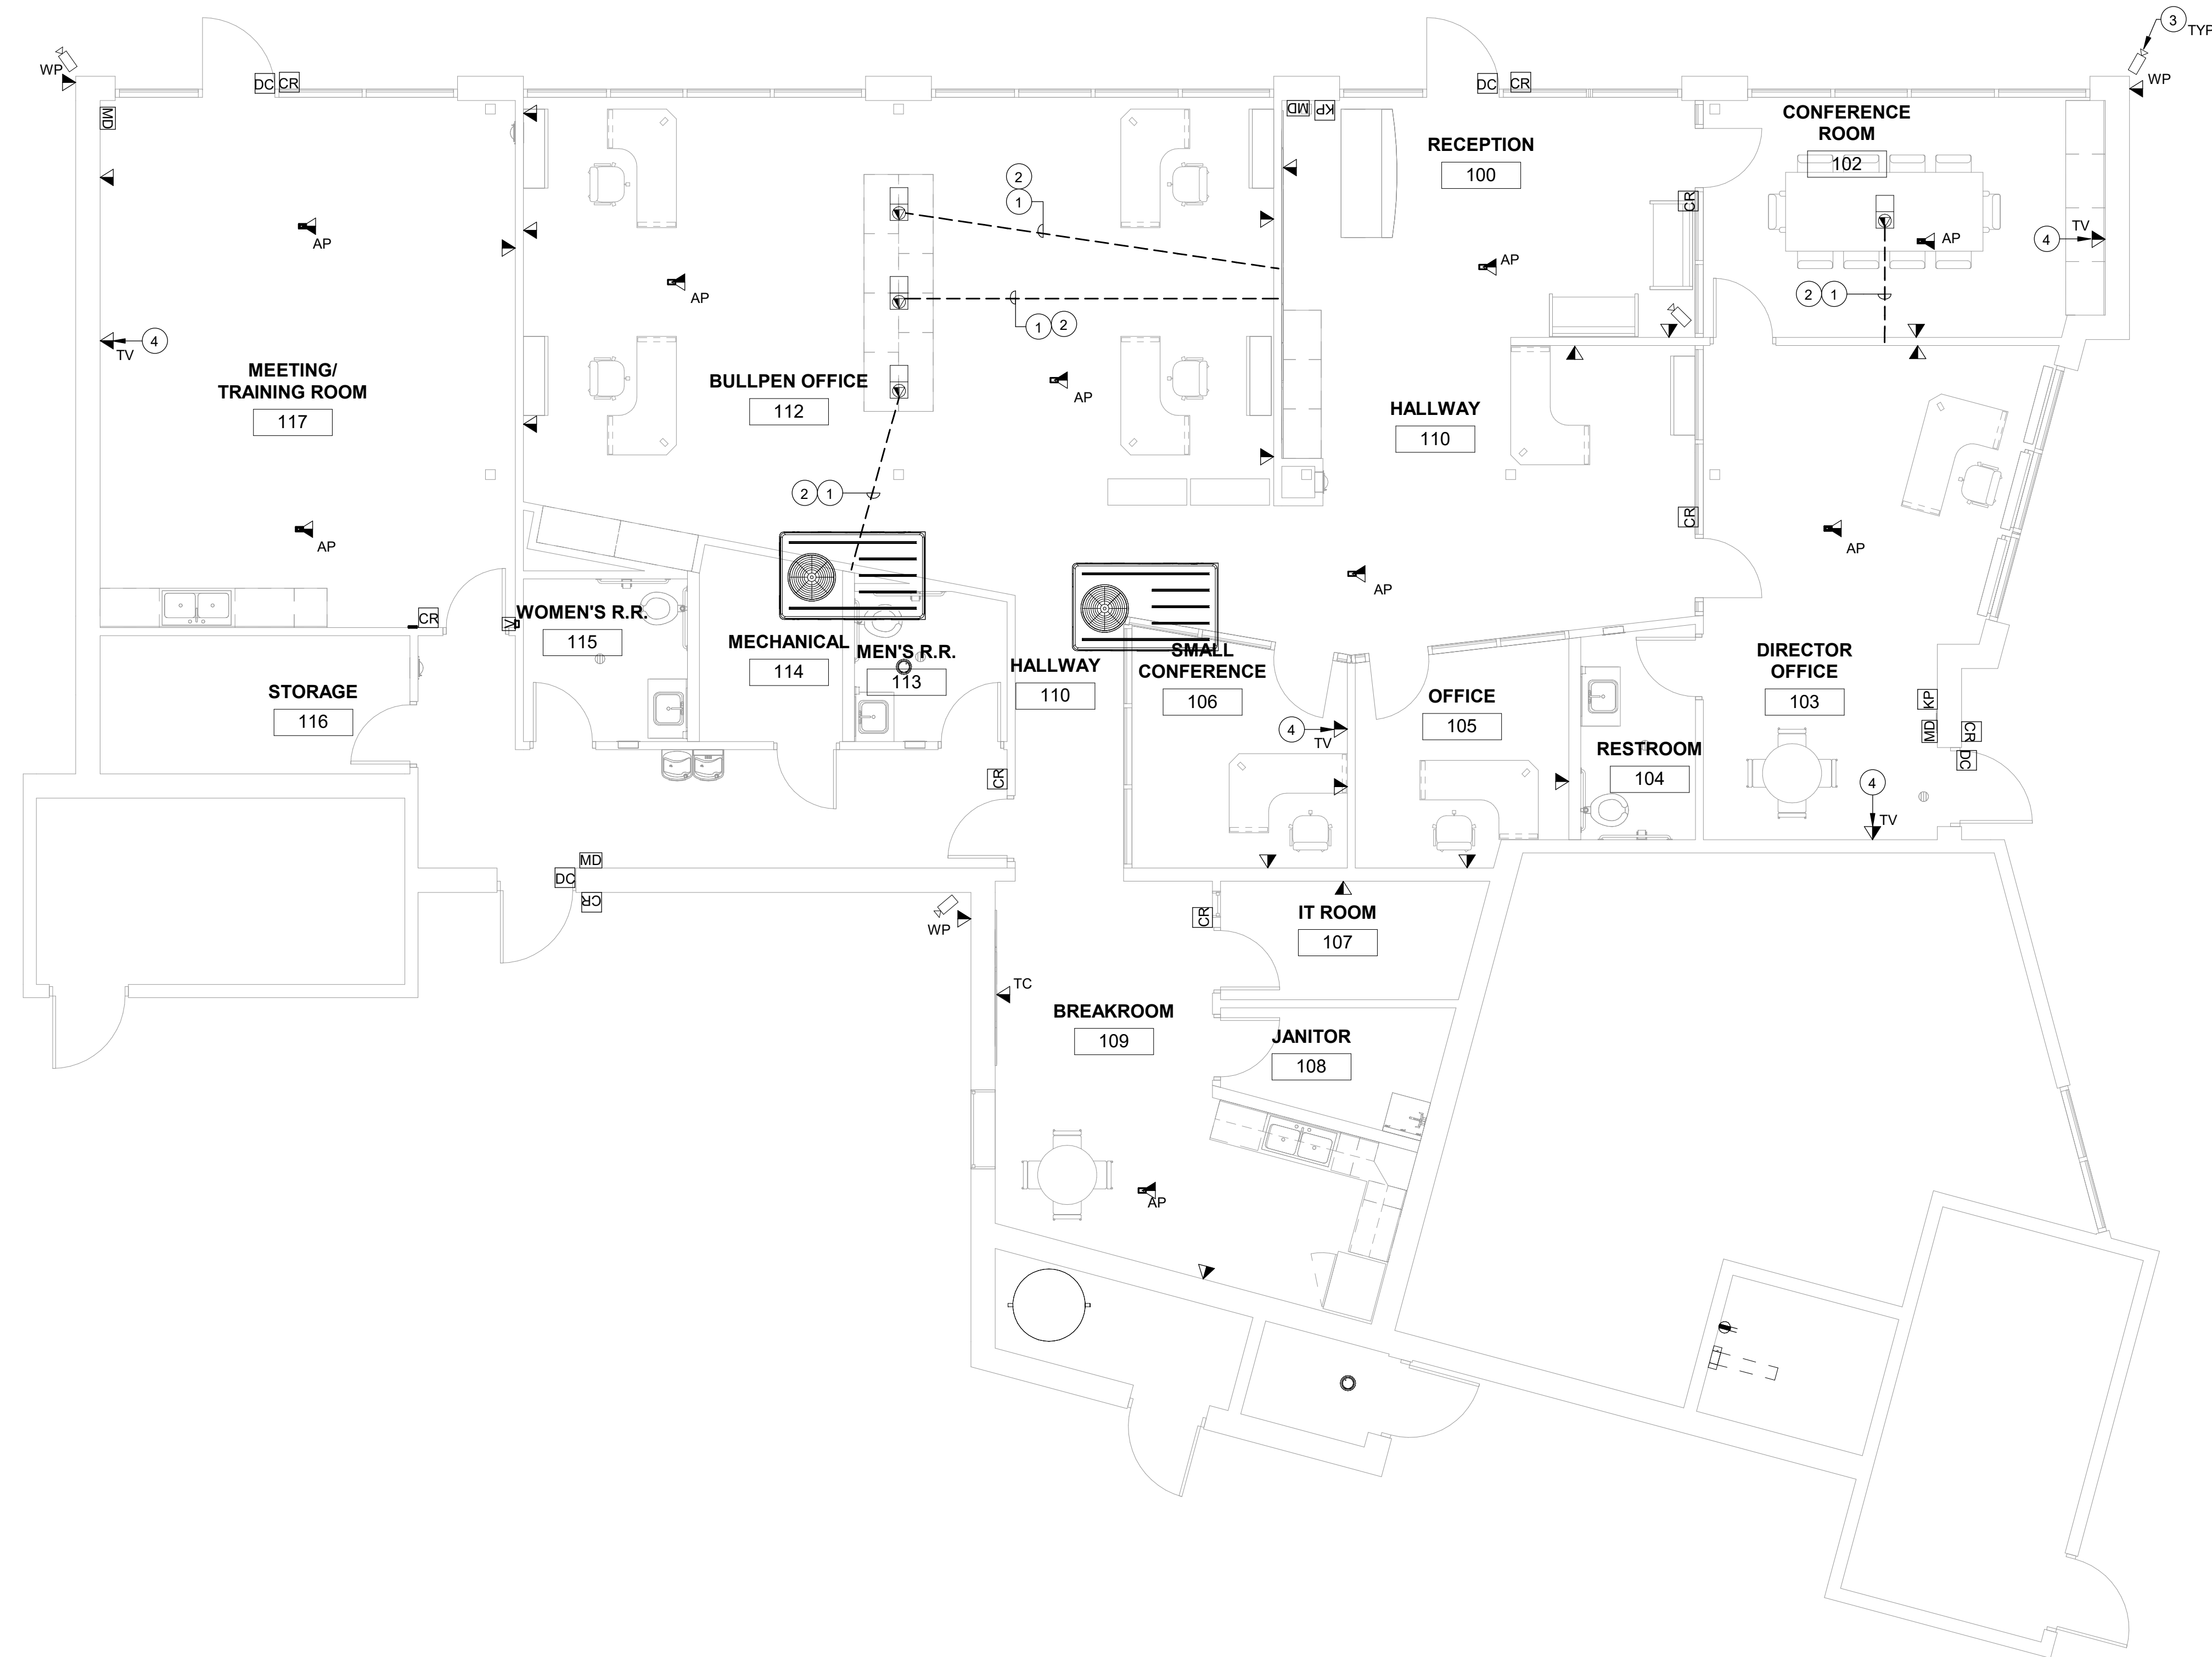 3
TYP
WP
WP
DC
CR
DC
CR
MD
MD
KP
CONFERENCE
ROOM
102
RECEPTION
100
2
1
CR
AP
AP
AP
AP
TV
4
2
1
1
2
4
TV
MEETING/
TRAINING ROOM
117
BULLPEN OFFICE
112
AP
HALLWAY
110
2
1
CR
AP
AP
AP
CR
V
WOMEN'S R.R.
115
MECHANICAL
114
MEN'S R.R.
113
HALLWAY
110
SMALL
CONFERENCE
106
DIRECTOR
OFFICE
103
STORAGE
116
OFFICE
105
KP
MD
CR
DC
4
TV
RESTROOM
104
CR
4
TV
MD
DC
CR
WP
CR
IT ROOM
107
TC
BREAKROOM
109
JANITOR
108
AP